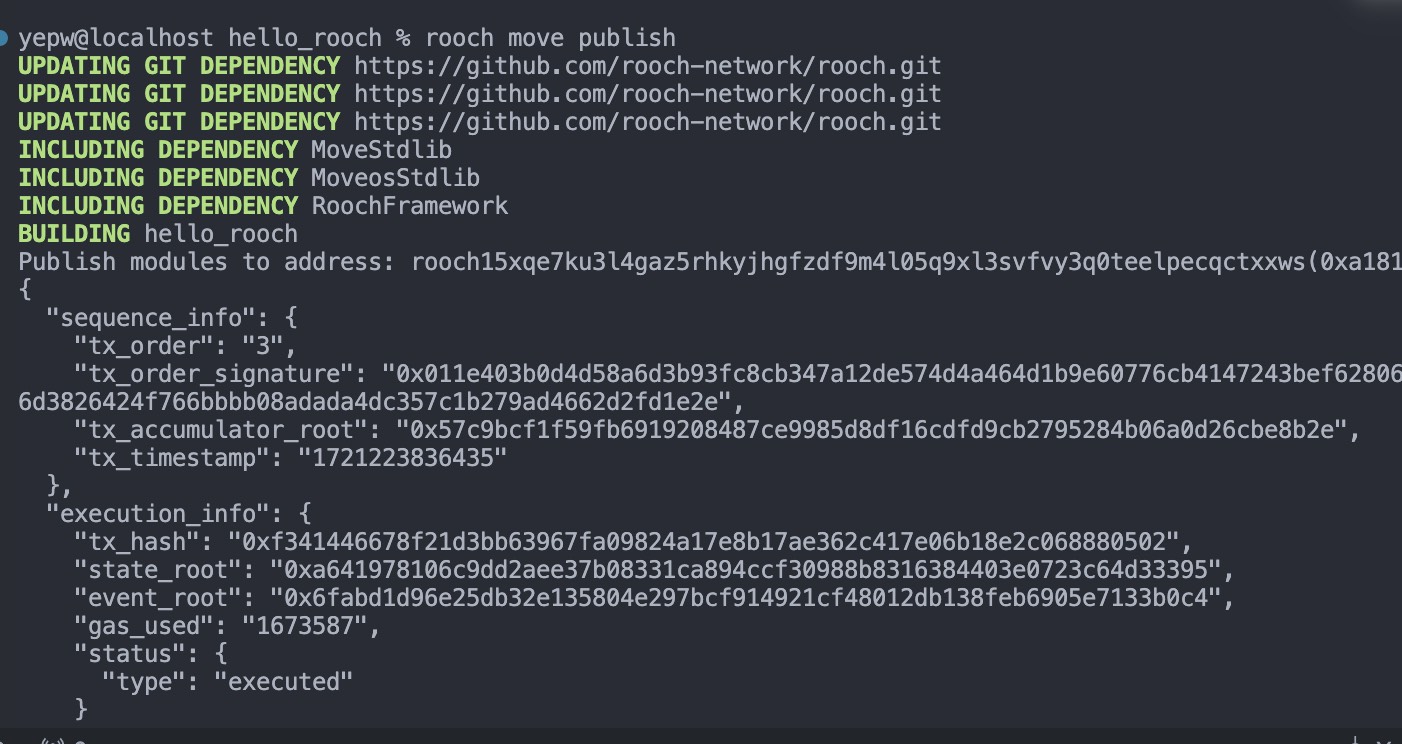 yepw@localhost hello_rooch % rooch move publish
UPDATING GIT DEPENDENCY https://github.com/rooch-network/rooch.git
UPDATING GIT DEPENDENCY https://github.com/rooch-network/rooch.git
UPDATING GIT DEPENDENCY https://github.com/rooch-network/rooch.git
INCLUDING DEPENDENCY MoveStdlib
INCLUDING DEPENDENCY MoveosStdlib
INCLUDING DEPENDENCY RoochFramework
BUILDING hello_rooch
Publish modules to address: rooch15xqe7ku3l4gaz5rhkyjhgfzdf9m4l05q9xl3svfvy3q0teelpecqctxxws(0xa181
{
  "sequence_info": {
    "tx_order": "3",
    "tx_order_signature": "0x011e403b0d4d58a6d3b93fc8cb347a12de574d4a464d1b9e60776cb4147243bef62806
6d3826424f766bbbb08adada4dc357c1b279ad4662d2fd1e2e",
    "tx_accumulator_root": "0x57c9bcf1f59fb6919208487ce9985d8df16cdfd9cb2795284b06a0d26cbe8b2e",
    "tx_timestamp": "1721223836435"
  },
  "execution_info": {
    "tx_hash": "0xf341446678f21d3bb63967fa09824a17e8b17ae362c417e06b18e2c068880502",
    "state_root": "0xa641978106c9dd2aee37b08331ca894ccf30988b8316384403e0723c64d33395",
    "event_root": "0x6fabd1d96e25db32e135804e297bcf914921cf48012db138feb6905e7133b0c4",
    "gas_used": "1673587",
    "status": {
      "type": "executed"
    }